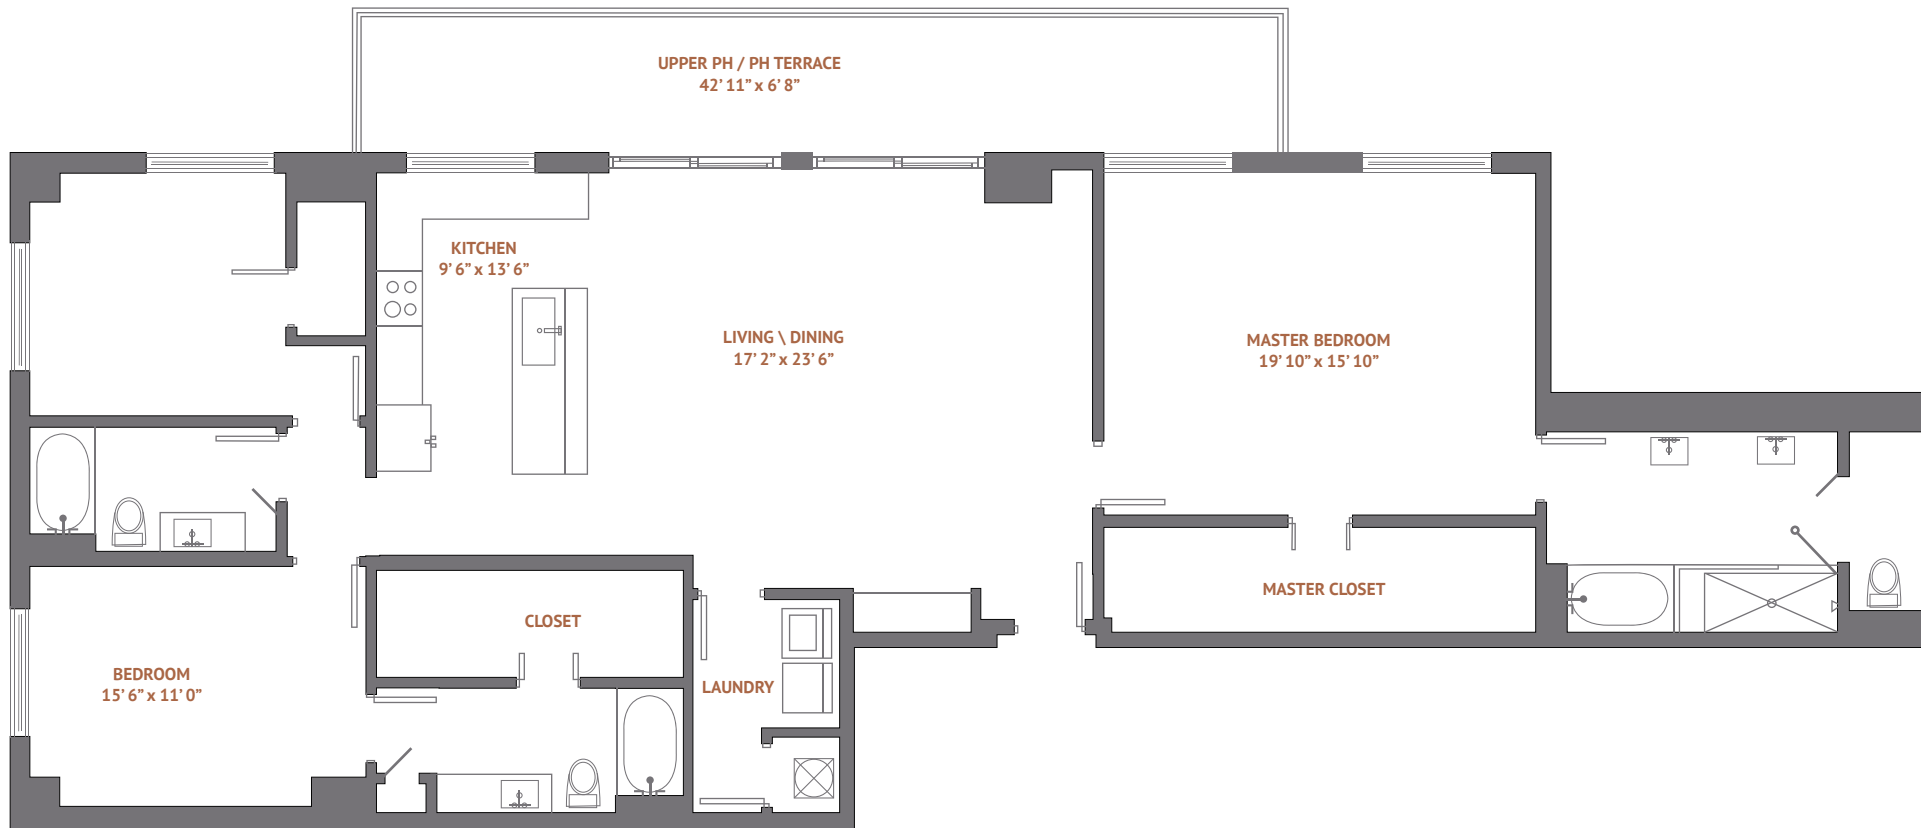 UPPER PH / PH TERRACE
42’ 11” x 6’ 8”
KITCHEN
9’ 6” x 13’ 6”
LIVING \ DINING
17’ 2” x 23’ 6”
MASTER BEDROOM
19’ 10” x 15’ 10”
MASTER CLOSET
CLOSET
BEDROOM
15’ 6” x 11’ 0”
LAUNDRY